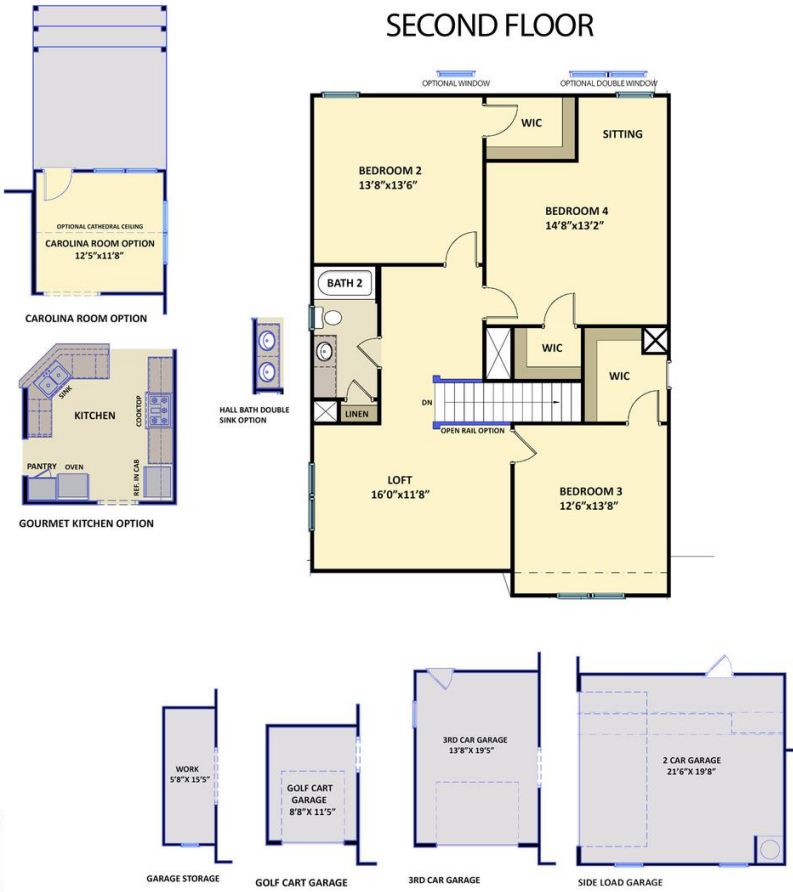 SECOND FLOOR
OPTIONAL WINDOW
OPTIONAL DOUBLE WINDOW
WIC
SITTING
BEDROOM 2
13'8"x13'6"
BEDROOM 4
14'8"x13'2"
OPTIONAL CATHEDRAL CEILING
CAROLINA ROOM OPTION
12'5"x11'8"
CAROLINA ROOM OPTION
BATH 2
WIC
WIC
LINEN
DN
OPEN RAIL OPTION
HALL BATH DOUBLE
SINK OPTION
SINK
KITCHEN
COOKTOP
PANTRY
OVEN
REF. IN CAB
GOURMET KITCHEN OPTION
LOFT
16'0"x11'8"
BEDROOM 3
12'6"x13'8"
WORK
5'8"X 15'5"
GARAGE STORAGE
GOLF CART
GARAGE
8'8"X 11'5"
GOLF CART GARAGE
3RD CAR GARAGE
13'8"X 19'5"
3RD CAR GARAGE
2 CAR GARAGE
21'6"X 19'8"
SIDE LOAD GARAGE